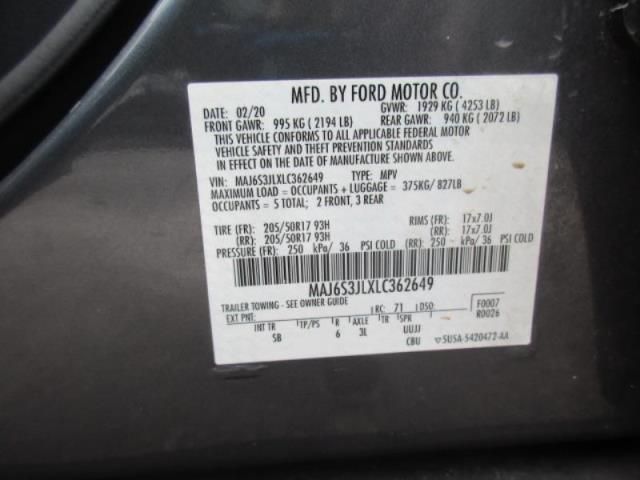 MFD. BY FORD MOTOR CO.
02/20 GVWR: 1929 KG ( 4253 LB)
FRONT GAWR: 995 KG ( 2194 LB) REAR GAWR: 940 KG ( 2072 LB)
THIS VEHICLE CONFORMS TO ALL APPLICABLE FEDERAL MOTOR
VEHICLE SAFETY AND THEFT PREVENTION STANDARDS
IN EFFECT ON THE DATE OF MANUFACTURE SHOWN
ABOVE.
VIN: MAJ6S3JLXLC362649 TYPE: MPV
MAXIMUM LOAD = OCCUPANTS + LUGGAGE = 375KG/ 827LB
OCCUPANTS = 5 TOTAL; 2 FRONT, 3 REAR
TIRE (FR): 205/50R17 93H RIMS (FR): 17x7.0J
(RR): 205/50R17 93H (RR): 17x7.0J
PRESSURE (FR): 250 kPa/ 36 PSI COLD (RR): 250 kPa/ 36 PSI COLD
MAJ6S3JLXLC362649
TRAILER TOWING - SEE OWNER GUIDE
EXT PNT: RC: 71 DSO: F0007
INT TR TP/PS R AXLE TR SPR R0026
SB 6 3L UUJJ
CBU 5USA-5420472-AA